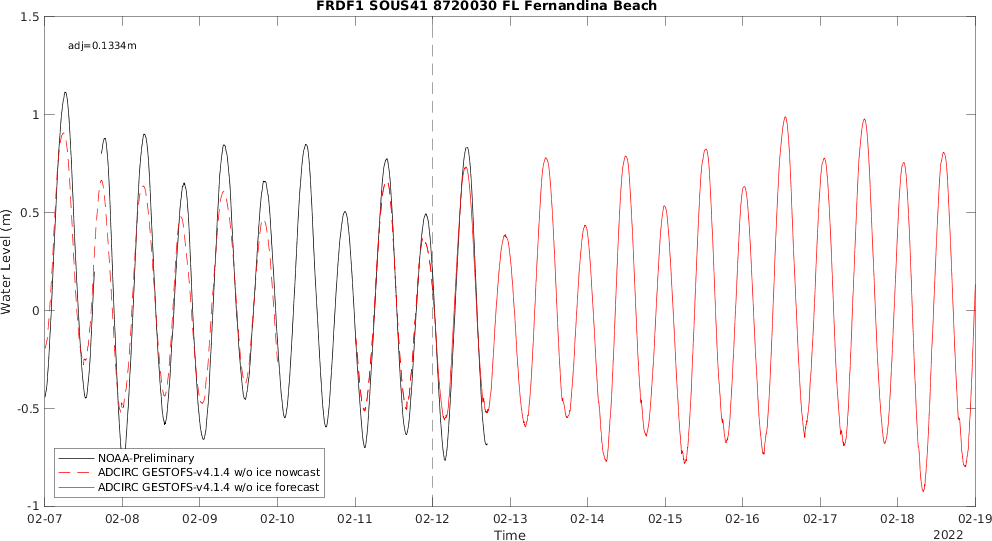 FRDF1 SOUS41 8720030 FL Fernandina Beach
1.5
adj=0.1334m
1
0.5
Water Level (m)
0
-0.5
NOAA-Preliminary
ADCIRC GESTOFS-v4.1.4 w/o ice nowcast
ADCIRC GESTOFS-v4.1.4 w/o ice forecast
-1
02-07 02-08 02-09 02-10 02-11 02-12 02-13 02-14 02-15 02-16 02-17 02-18 02-19
Time
2022